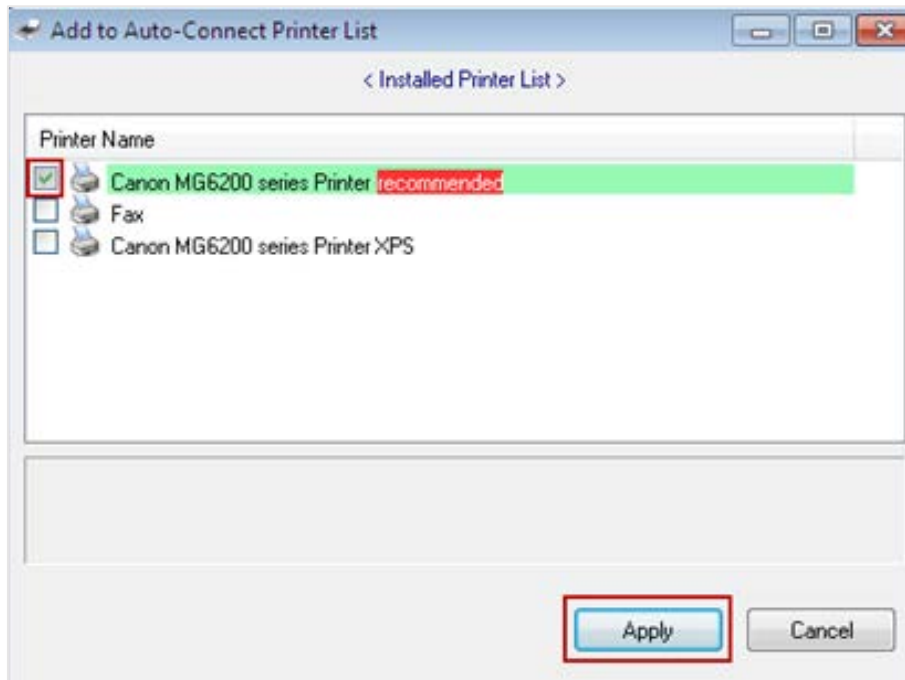 Add to Auto-Connect Printer List
< Installed Printer List >
Printer Name
Canon MG6200 series Printer recommended
Fax
Canon MG6200 series Printer XPS
Apply
Cancel